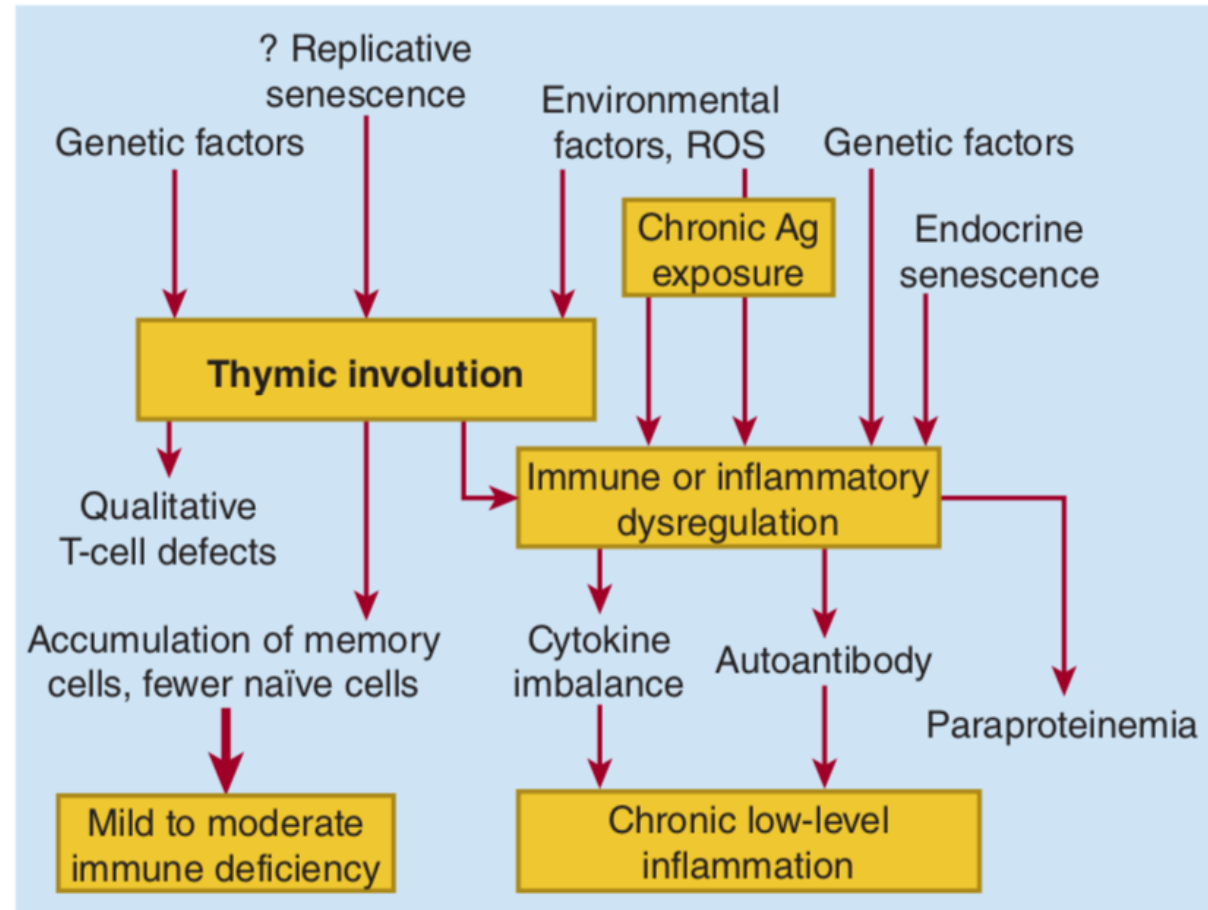 ? Replicative
senescence
Environmental
factors, ROS
Genetic factors
Genetic factors
Chronic Ag
exposure
Endocrine
senescence
Thymic involution
Immune or inflammatory
dysregulation
Qualitative
T-cell defects
Accumulation of memory
cells, fewer naïve cells
Cytokine
imbalance
Autoantibody
Paraproteinemia
Mild to moderate
immune deficiency
Chronic low-level
inflammation